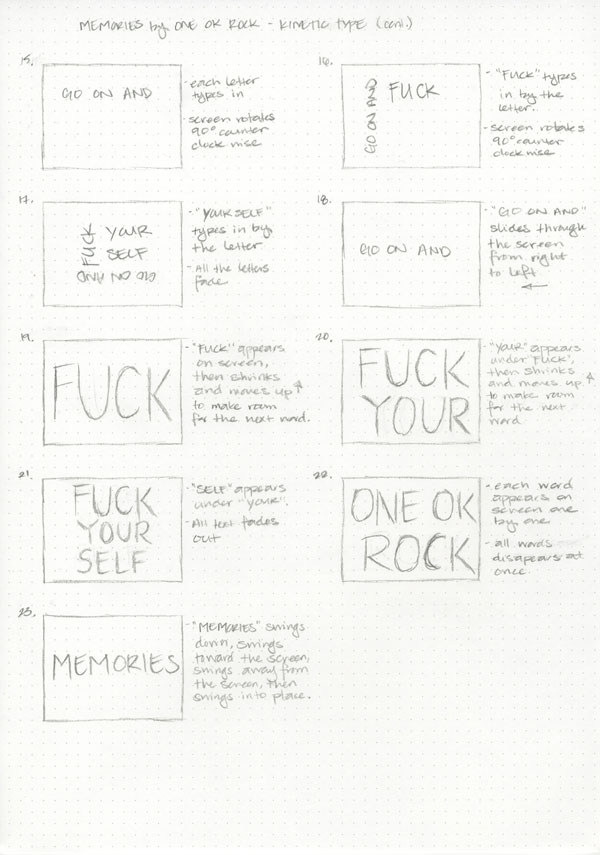 MEMORIES by ONE OK ROCK - KINETIC TYPE (cont.)
15.
GO ON AND
- each letter
types in
- screen rotates
90° counter
clockwise
16.
GO ON AND
FUCK
- "FUCK" types
in by the
letter.
- screen rotates
90° counter
clockwise
17.
FUCK
YOUR
SELF
GO ON AND
- "YOURSELF"
types in by
the letter
- All the letters
fade
18.
GO ON AND
- "GO ON AND"
slides through
the screen
from right
to left
←
19.
FUCK
- "FUCK" appears
on screen,
then shrinks
and moves up ↑
to make room
for the next word.
20.
FUCK
YOUR
- "YOUR" appears
under "FUCK",
then shrinks
and moves up ↑
to make room
for the next
word
21.
FUCK
YOUR
SELF
- "SELF" appears
under "YOUR".
- All text fades
out
22.
ONE OK
ROCK
- each word
appears on
screen one
by one
- all words
disapears at
once.
23.
MEMORIES
- "MEMORIES" swings
down, swings
toward the screen,
swings away from
the screen, then
swings into place.